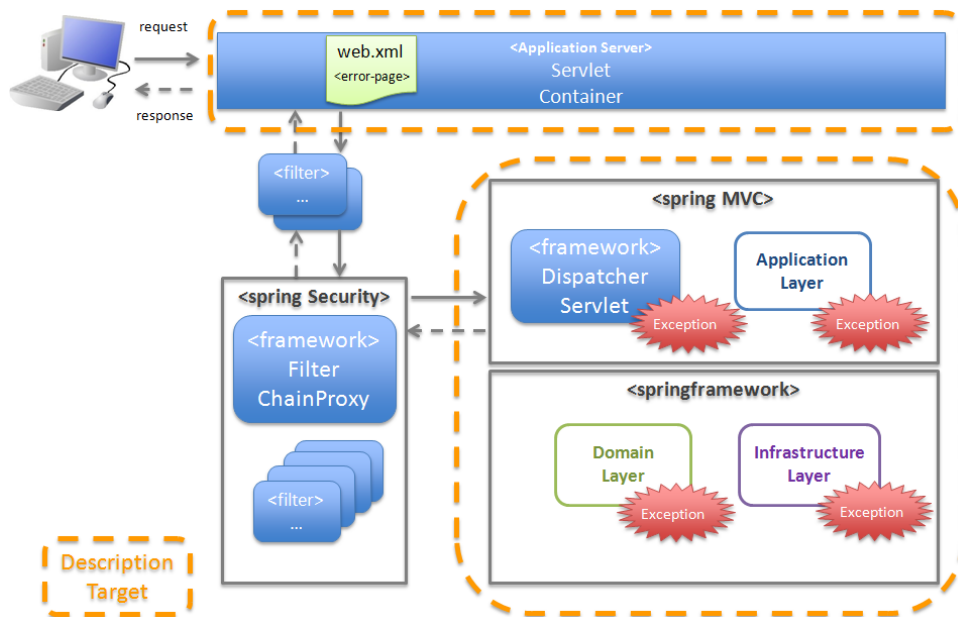 request
response
web.xml
<error-page>
<Application Server>
Servlet
Container
<filter>
...
<spring Security>
<framework>
Filter
ChainProxy
<filter>
...
<spring MVC>
<framework>
Dispatcher
Servlet
Exception
Application
Layer
Exception
<springframework>
Domain
Layer
Exception
Infrastructure
Layer
Exception
Description
Target